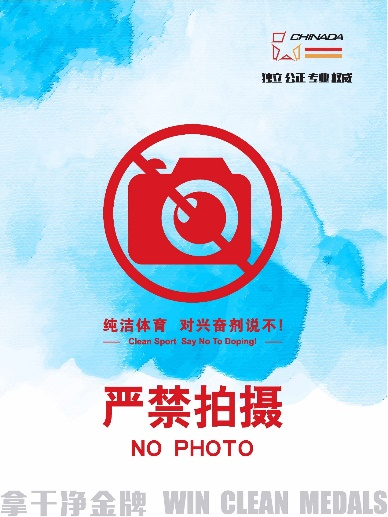 CHINADA
独立 公正 专业 权威
纯洁体育 对兴奋剂说不!
Clean Sport Say No To Doping!
严禁拍摄
NO PHOTO
拿干净金牌 WIN CLEAN MEDALS